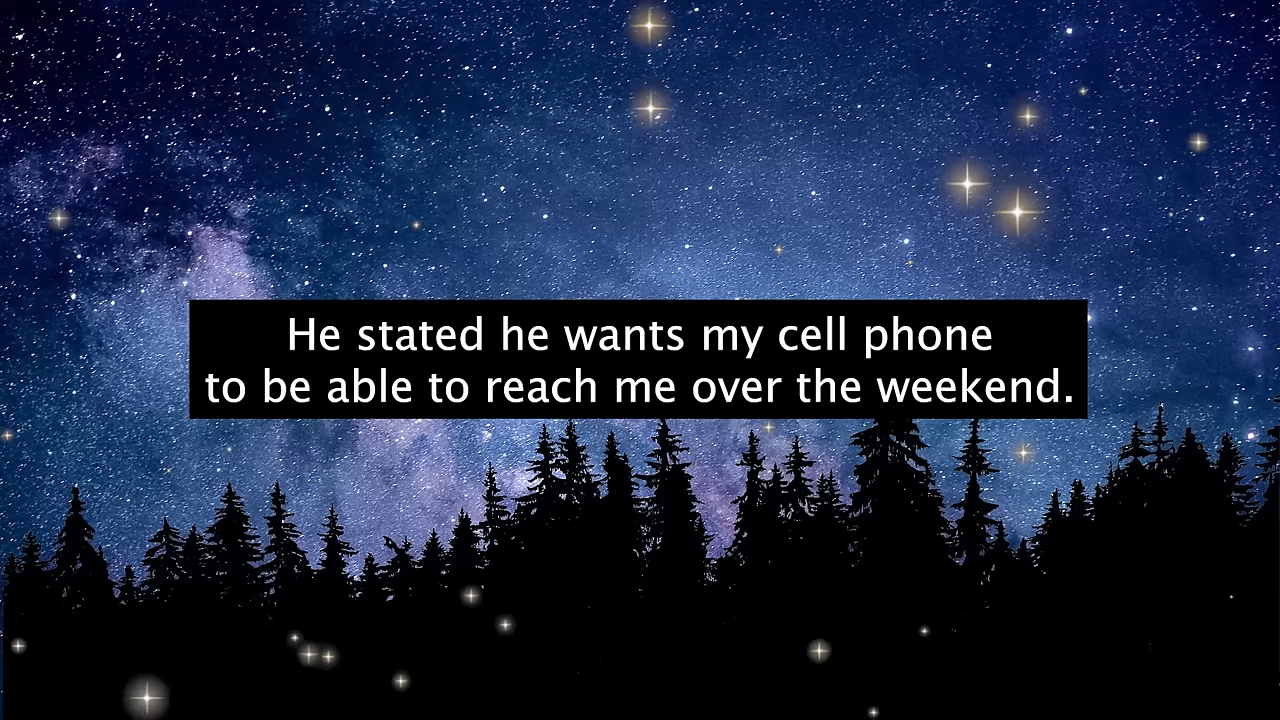 He stated he wants my cell phone
to be able to reach me over the weekend.